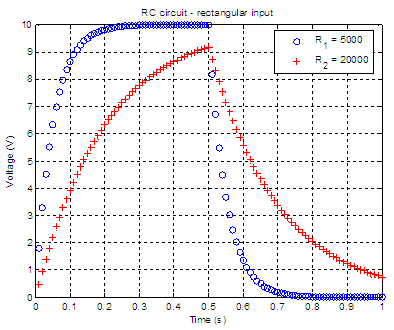 RC circuit - rectangular input
10
9
8
7
6
5
4
3
2
1
0
Voltage (V)
R1 = 5000
R2 = 20000
0 0.1 0.2 0.3 0.4 0.5 0.6 0.7 0.8 0.9 1
Time (s)